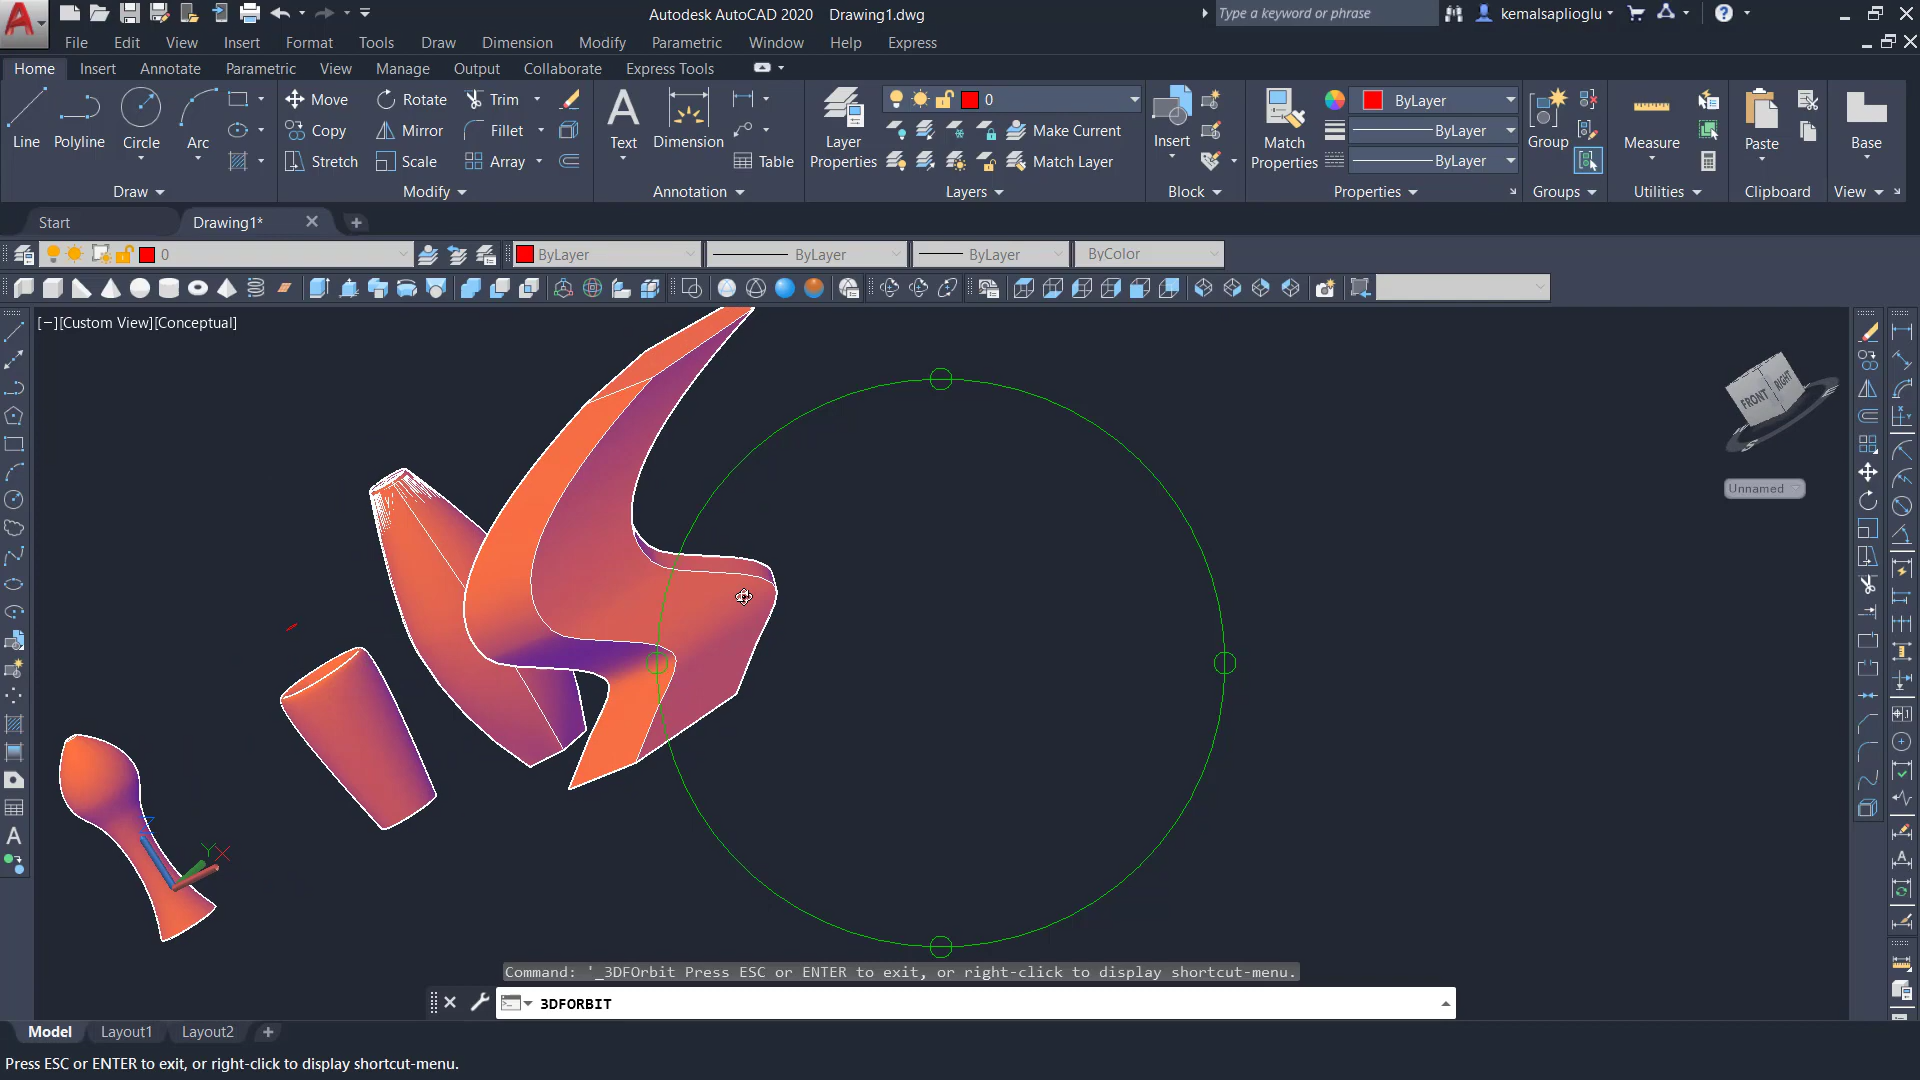 Autodesk AutoCAD 2020 Drawing1.dwg
Type a keyword or phrase
kemalsaplioglu
File Edit View Insert Format Tools Draw Dimension Modify Parametric Window Help Express
Home Insert Annotate Parametric View Manage Output Collaborate Express Tools
Line
Polyline
Circle
Arc
Draw
Move
Rotate
Trim
Copy
Mirror
Fillet
Stretch
Scale
Array
Modify
Text
Dimension
Table
Annotation
Layer
Properties
0
Make Current
Match Layer
Layers
Insert
Block
Match
Properties
ByLayer
ByLayer
ByLayer
Properties
Group
Groups
Measure
Utilities
Paste
Clipboard
Base
View
Start
Drawing1*
0
ByLayer
ByLayer
ByLayer
ByColor
[−][Custom View][Conceptual]
FRONT
RIGHT
Unnamed
Z
Y
X
Command: '_3DFOrbit Press ESC or ENTER to exit, or right-click to display shortcut-menu.
3DFORBIT
Model Layout1 Layout2
Press ESC or ENTER to exit, or right-click to display shortcut-menu.